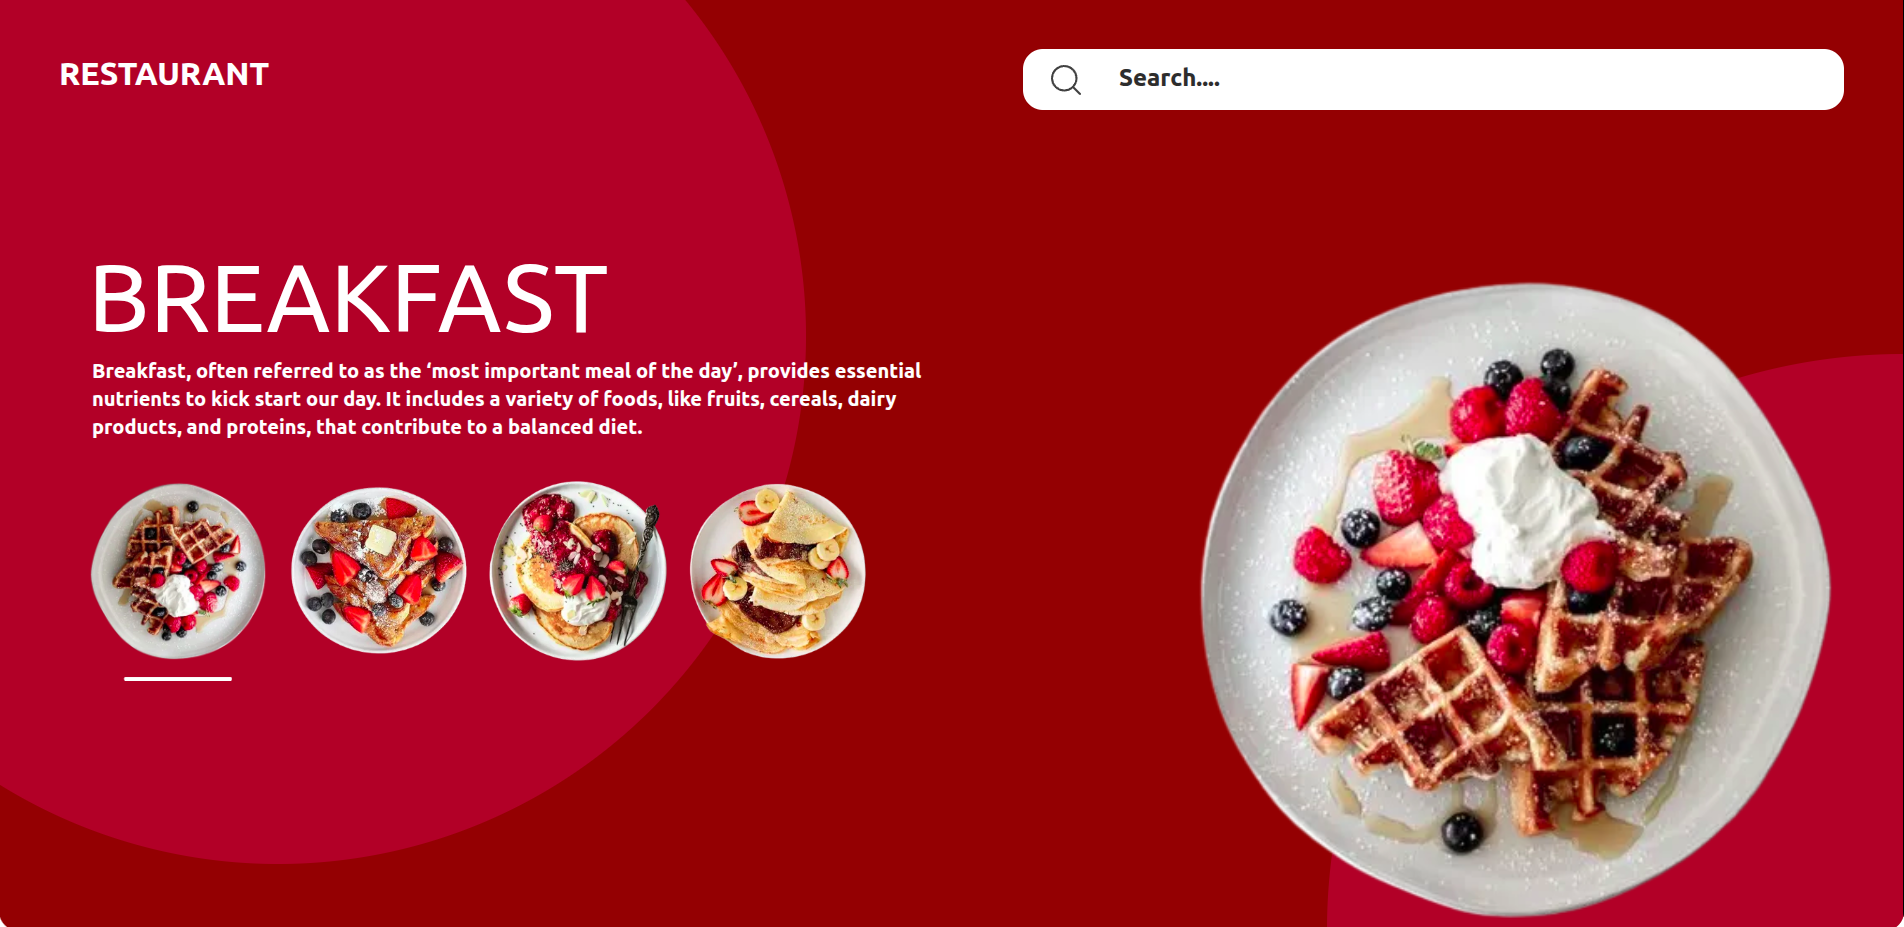 RESTAURANT
Search....
BREAKFAST
Breakfast, often referred to as the ‘most important meal of the day’, provides essential
nutrients to kick start our day. It includes a variety of foods, like fruits, cereals, dairy
products, and proteins, that contribute to a balanced diet.